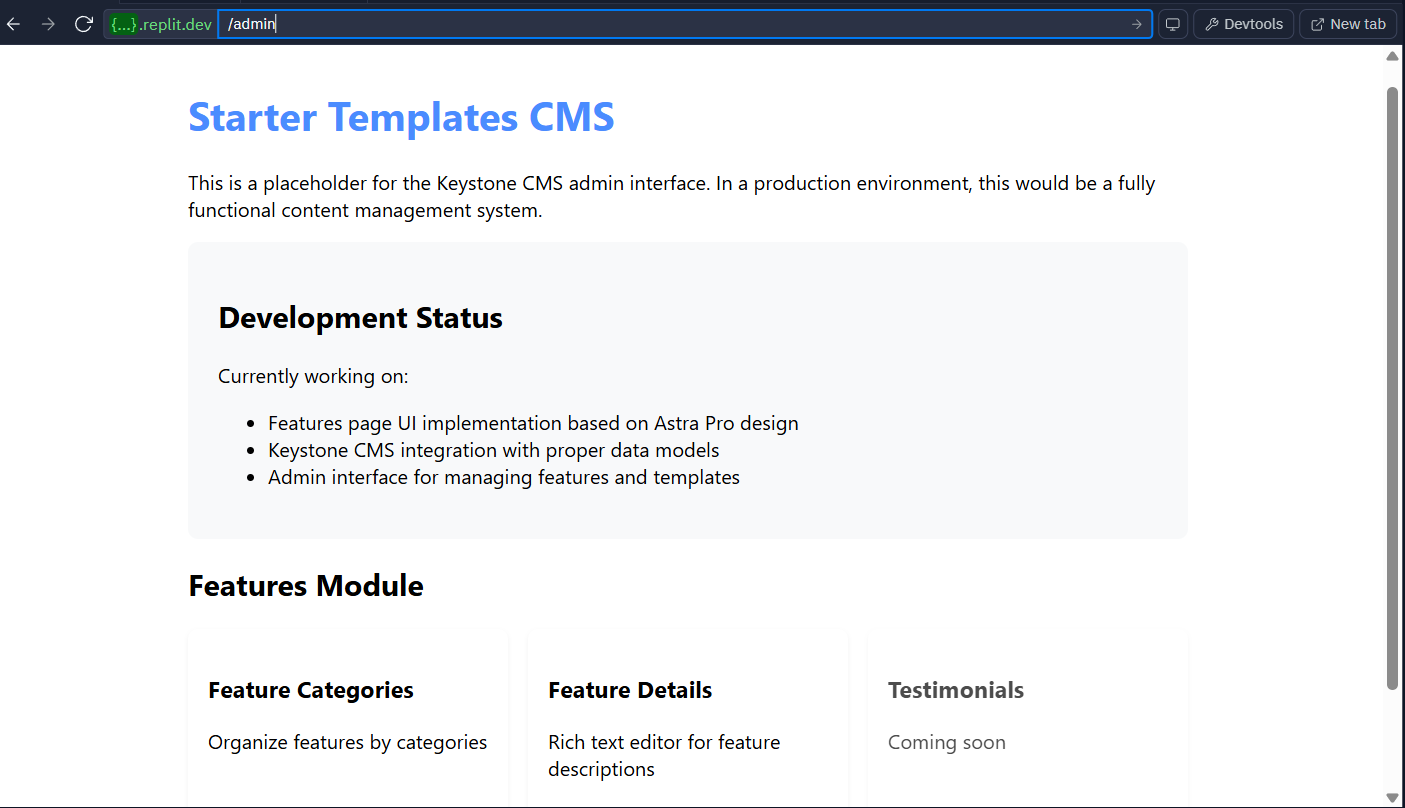 {...}.replit.dev /admin Devtools New tab
Starter Templates CMS
This is a placeholder for the Keystone CMS admin interface. In a production environment, this would be a fully
functional content management system.
Development Status
Currently working on:
• Features page UI implementation based on Astra Pro design
• Keystone CMS integration with proper data models
• Admin interface for managing features and templates
Features Module
Feature Categories
Organize features by categories
Feature Details
Rich text editor for feature
descriptions
Testimonials
Coming soon